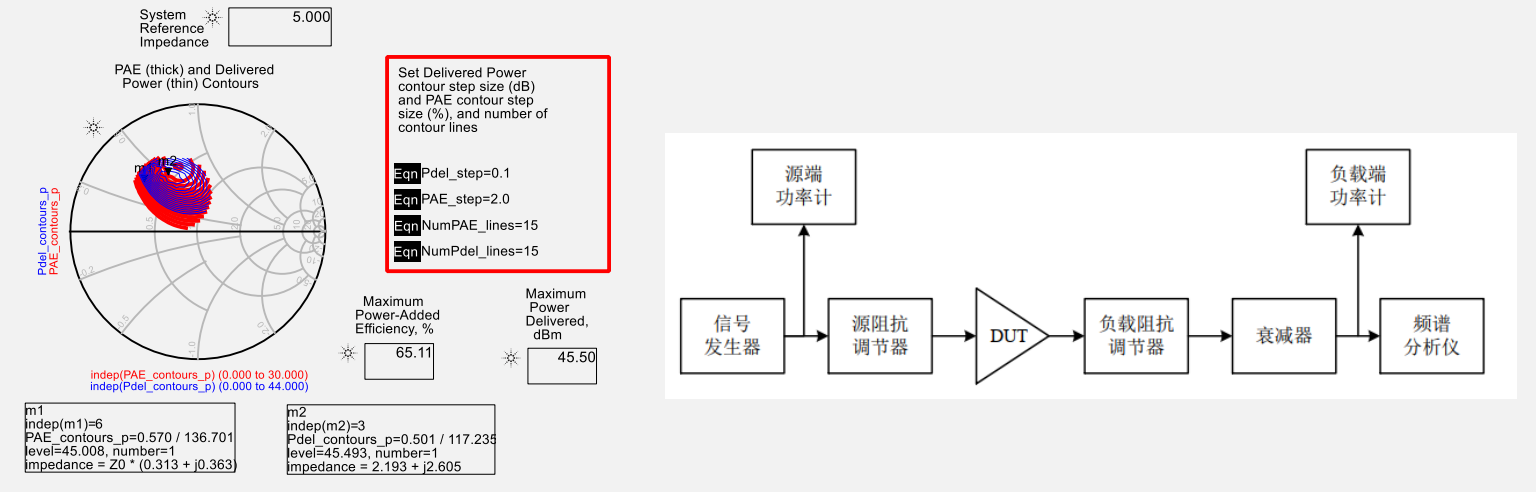 System
Reference
Impedance
5.000
PAE (thick) and Delivered
Power (thin) Contours
m2
Pdel_contours_p
PAE_contours_p
indep(PAE_contours_p) (0.000 to 30.000)
indep(Pdel_contours_p) (0.000 to 44.000)
Set Delivered Power
contour step size (dB)
and PAE contour step
size (%), and number of
contour lines
Eqn Pdel_step=0.1
Eqn PAE_step=2.0
Eqn NumPAE_lines=15
Eqn NumPdel_lines=15
Maximum
Power-Added
Efficiency, %
65.11
Maximum
Power
Delivered,
dBm
45.50
m1
indep(m1)=6
PAE_contours_p=0.570 / 136.701
level=45.008, number=1
impedance = Z0 * (0.313 + j0.363)
m2
indep(m2)=3
Pdel_contours_p=0.501 / 117.235
level=45.493, number=1
impedance = 2.193 + j2.605
源端
功率计
负载端
功率计
信号
发生器
源阻抗
调节器
DUT
负载阻抗
调节器
衰减器
频谱
分析仪